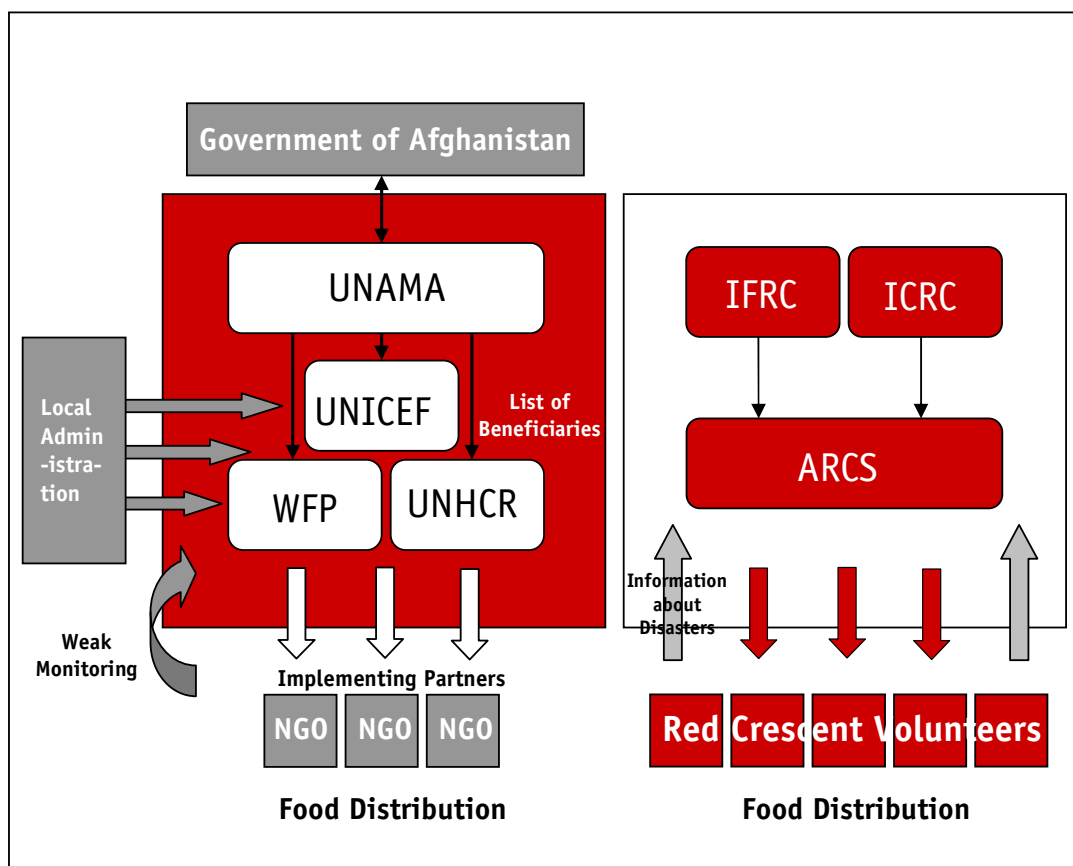 Government of Afghanistan
UNAMA
UNICEF
List of
Beneficiaries
WFP
UNHCR
Local
Admin
-istra-
tion
Weak
Monitoring
Implementing Partners
NGO
NGO
NGO
Food Distribution
IFRC
ICRC
ARCS
Information
about
Disasters
Red Crescent Volunteers
Food Distribution